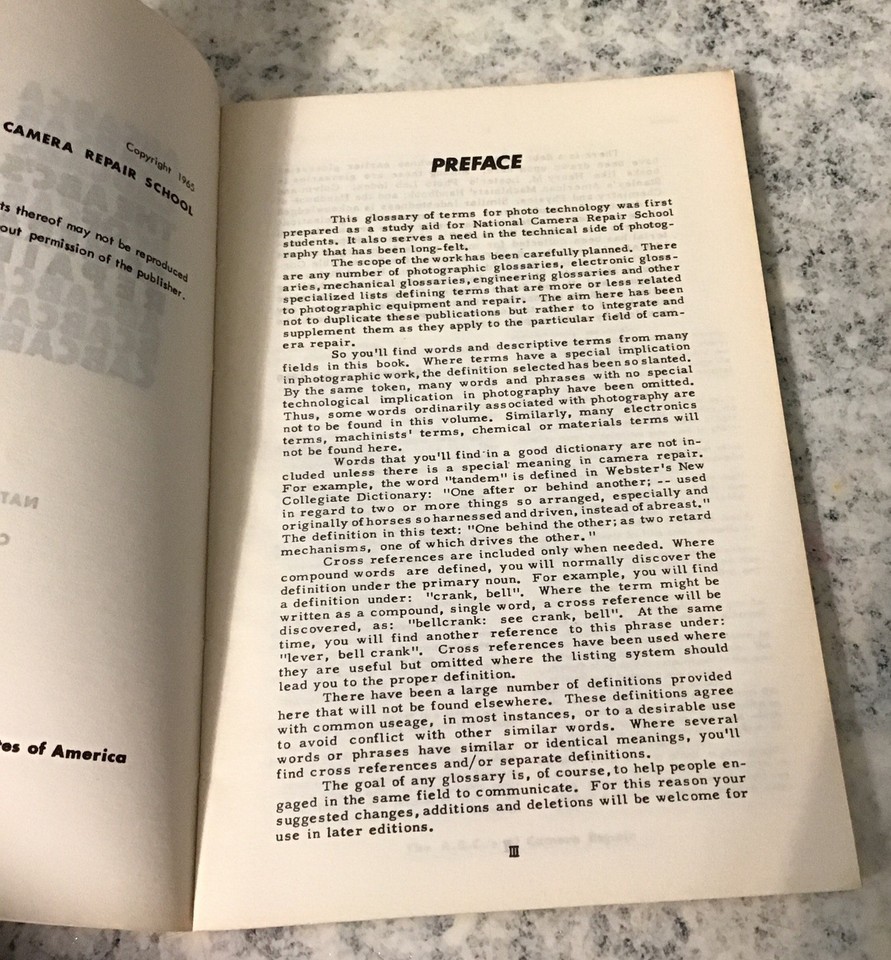 Copyright 1965
CAMERA REPAIR SCHOOL
ts thereof may not be reproduced
out permission of the publisher.
es of America
PREFACE
This glossary of terms for photo technology was first
prepared as a study aid for National Camera Repair School
students. It also serves a need in the technical side of photog-
raphy that has been long-felt.
The scope of the work has been carefully planned. There
are any number of photographic glossaries, electronic gloss-
aries, mechanical glossaries, engineering glossaries and other
specialized lists defining terms that are more or less related
to photographic equipment and repair. The aim here has been
not to duplicate these publications but rather to integrate and
supplement them as they apply to the particular field of cam-
era repair.
So you'll find words and descriptive terms from many
fields in this book. Where terms have a special implication
in photographic work, the definition selected has been so slanted.
By the same token, many words and phrases with no special
technological implication in photography have been omitted.
Thus, some words ordinarily associated with photography are
not to be found in this volume. Similarly, many electronics
terms, machinists' terms, chemical or materials terms will
not be found here.
Words that you'll find in a good dictionary are not in-
cluded unless there is a special meaning in camera repair.
For example, the word "tandem" is defined in Webster's New
Collegiate Dictionary: "One after or behind another; -- used
in regard to two or more things so arranged, especially and
originally of horses so harnessed and driven, instead of abreast."
The definition in this text: "One behind the other; as two retard
mechanisms, one of which drives the other."
Cross references are included only when needed. Where
compound words are defined, you will normally discover the
definition under the primary noun. For example, you will find
a definition under: "crank, bell". Where the term might be
written as a compound, single word, a cross reference will be
discovered, as: "bellcrank: see crank, bell". At the same
time, you will find another reference to this phrase under:
"lever, bell crank". Cross references have been used where
they are useful but omitted where the listing system should
lead you to the proper definition.
There have been a large number of definitions provided
here that will not be found elsewhere. These definitions agree
with common useage, in most instances, or to a desirable use
to avoid conflict with other similar words. Where several
words or phrases have similar or identical meanings, you'll
find cross references and/or separate definitions.
The goal of any glossary is, of course, to help people en-
gaged in the same field to communicate. For this reason your
suggested changes, additions and deletions will be welcome for
use in later editions.
III